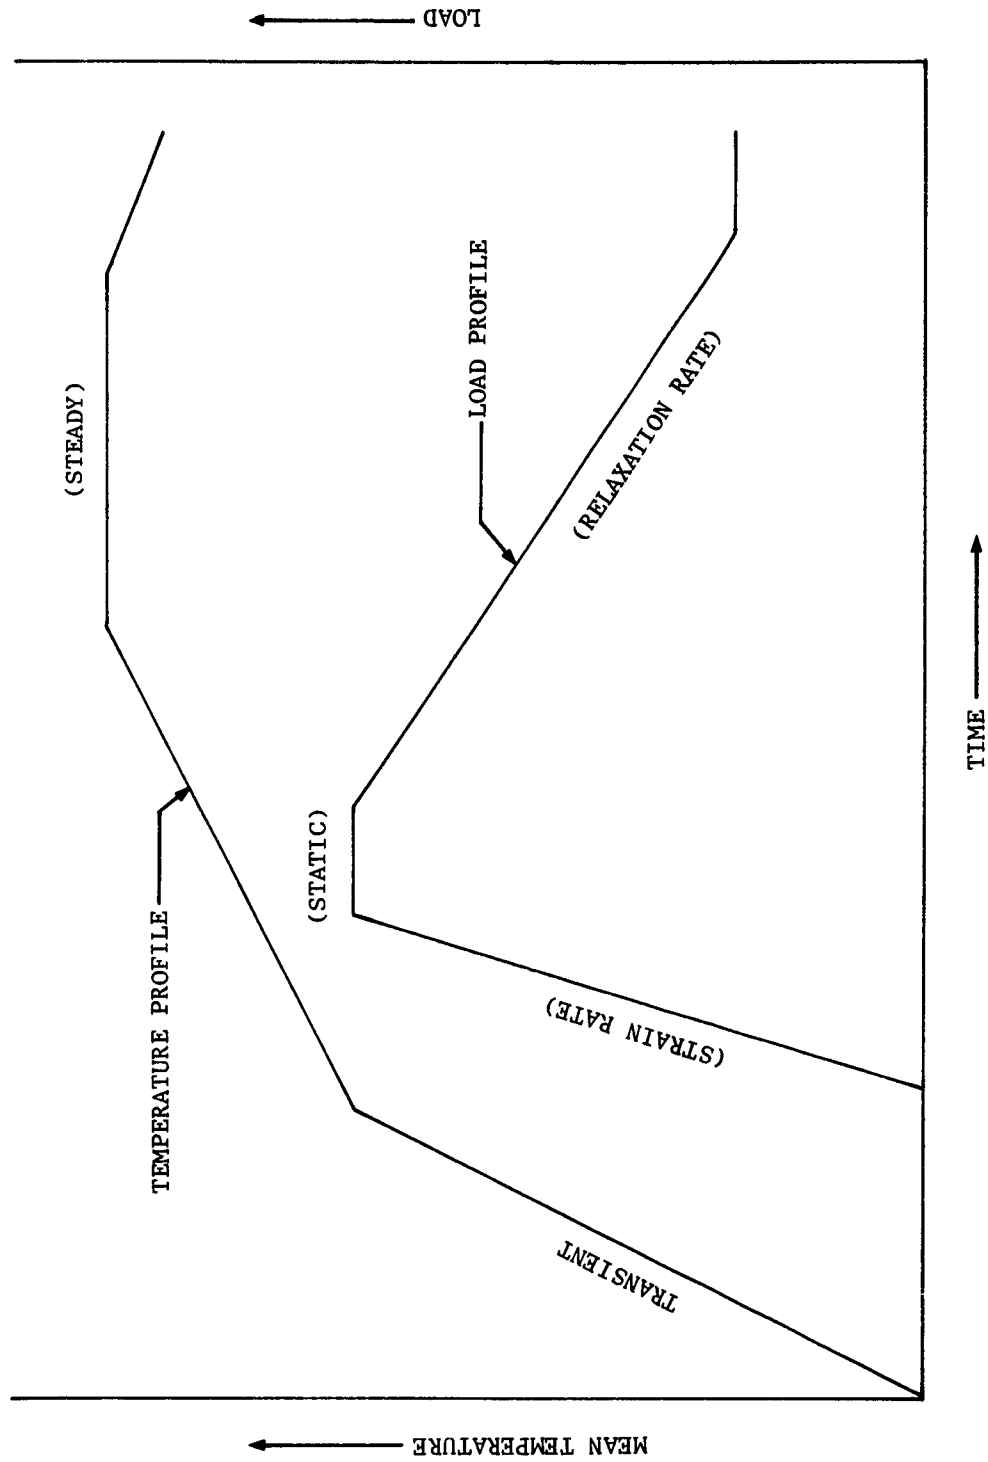 LOAD
(STEADY)
TEMPERATURE PROFILE
LOAD PROFILE
(STATIC)
(RELAXATION RATE)
(STRAIN RATE)
TRANSIENT
MEAN TEMPERATURE
TIME